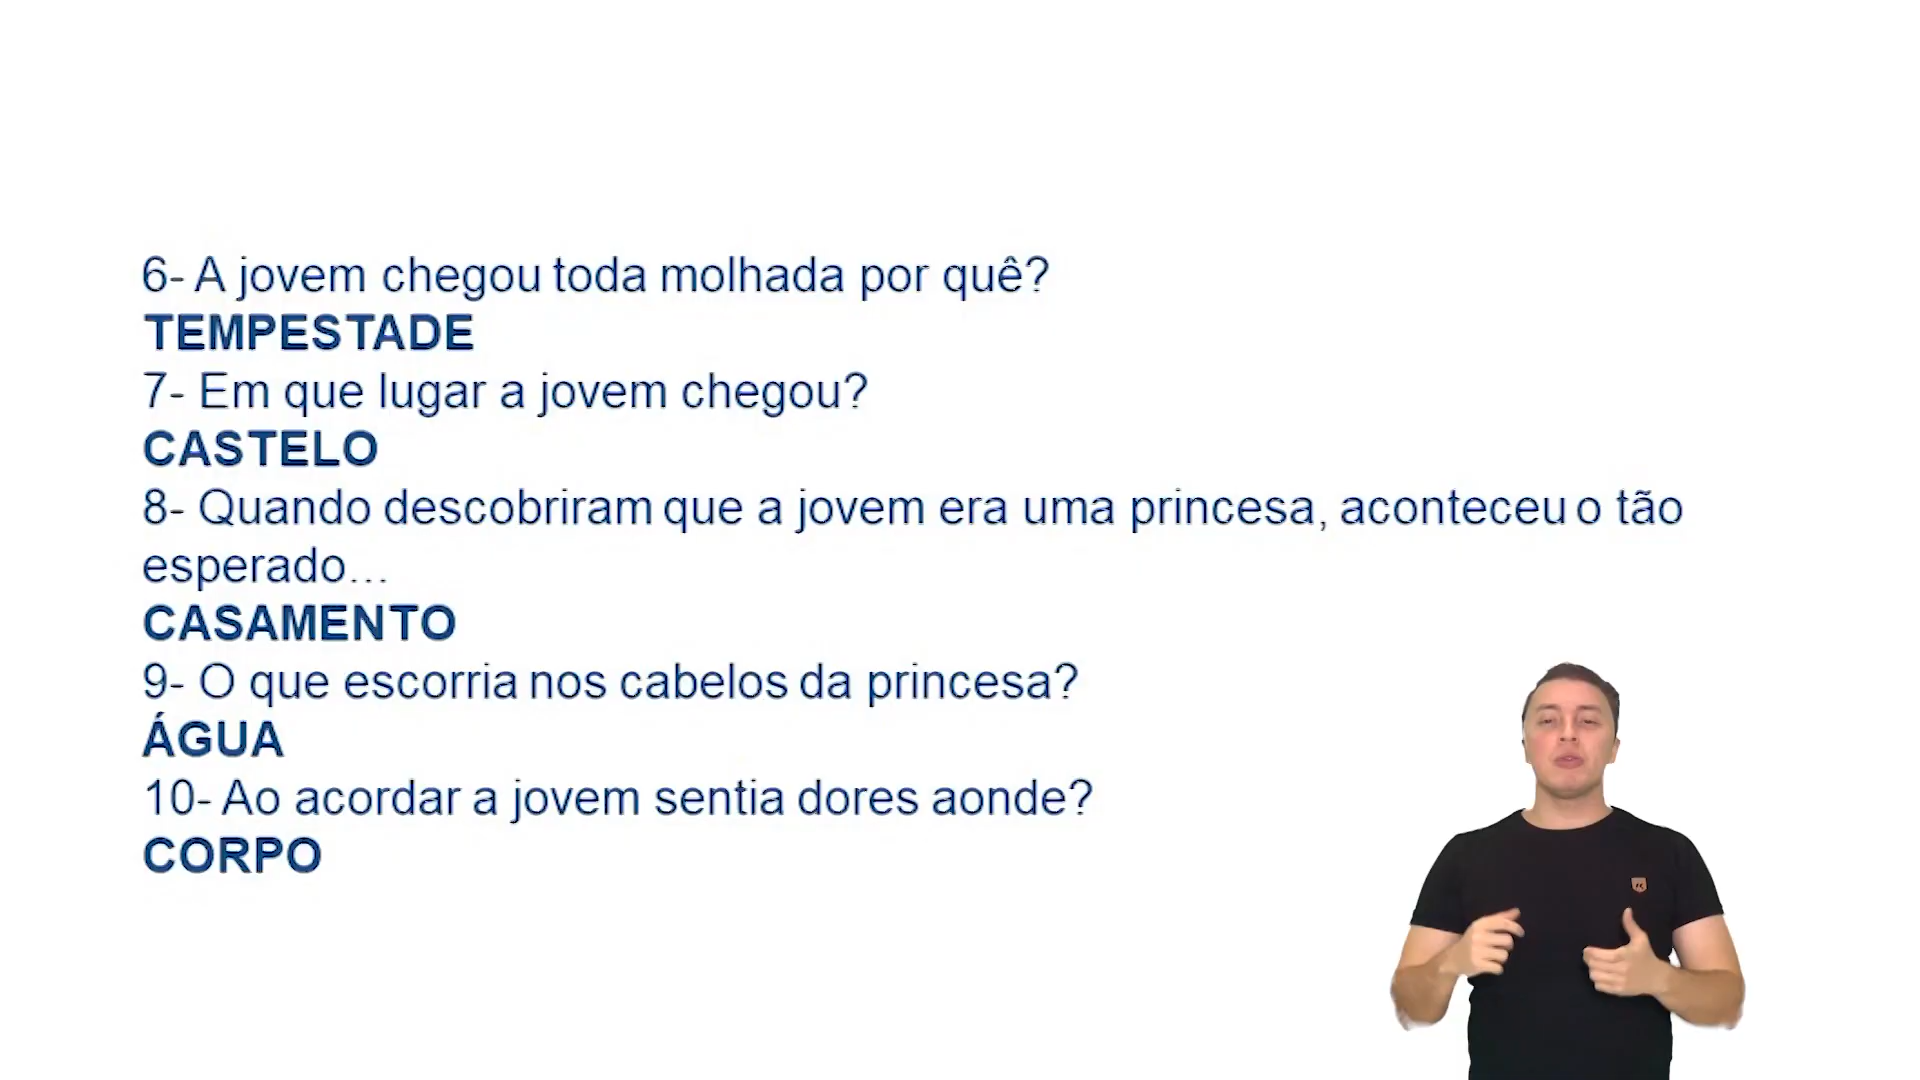 6- A jovem chegou toda molhada por quê?
TEMPESTADE
7- Em que lugar a jovem chegou?
CASTELO
8- Quando descobriram que a jovem era uma princesa, aconteceu o tão
esperado...
CASAMENTO
9- O que escorria nos cabelos da princesa?
ÁGUA
10- Ao acordar a jovem sentia dores aonde?
CORPO